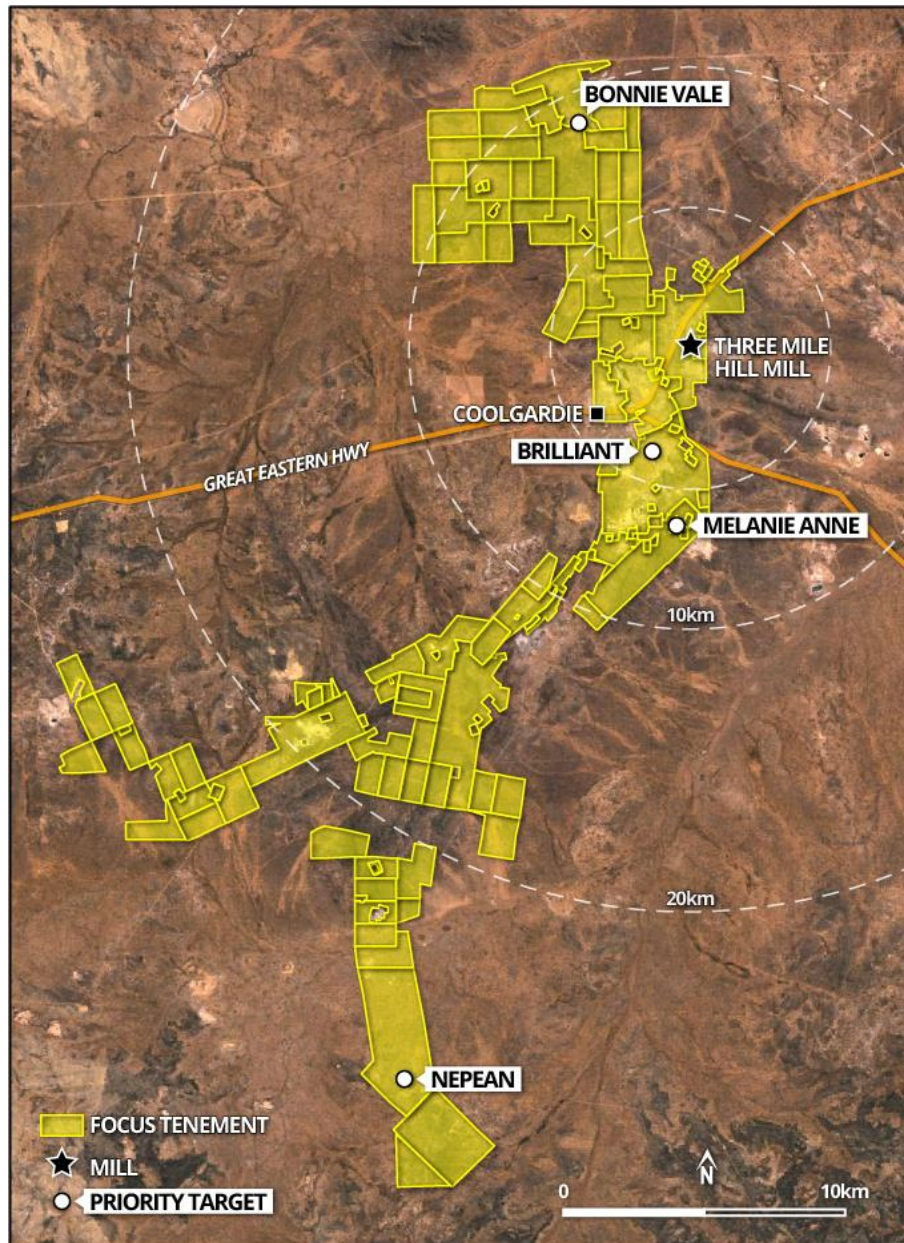 BONNIE VALE
THREE MILE
HILL MILL
COOLGARDIE
BRILLIANT
GREAT EASTERN HWY
MELANIE ANNE
10km
20km
NEPEAN
FOCUS TENEMENT
MILL
PRIORITY TARGET
N
0 10km